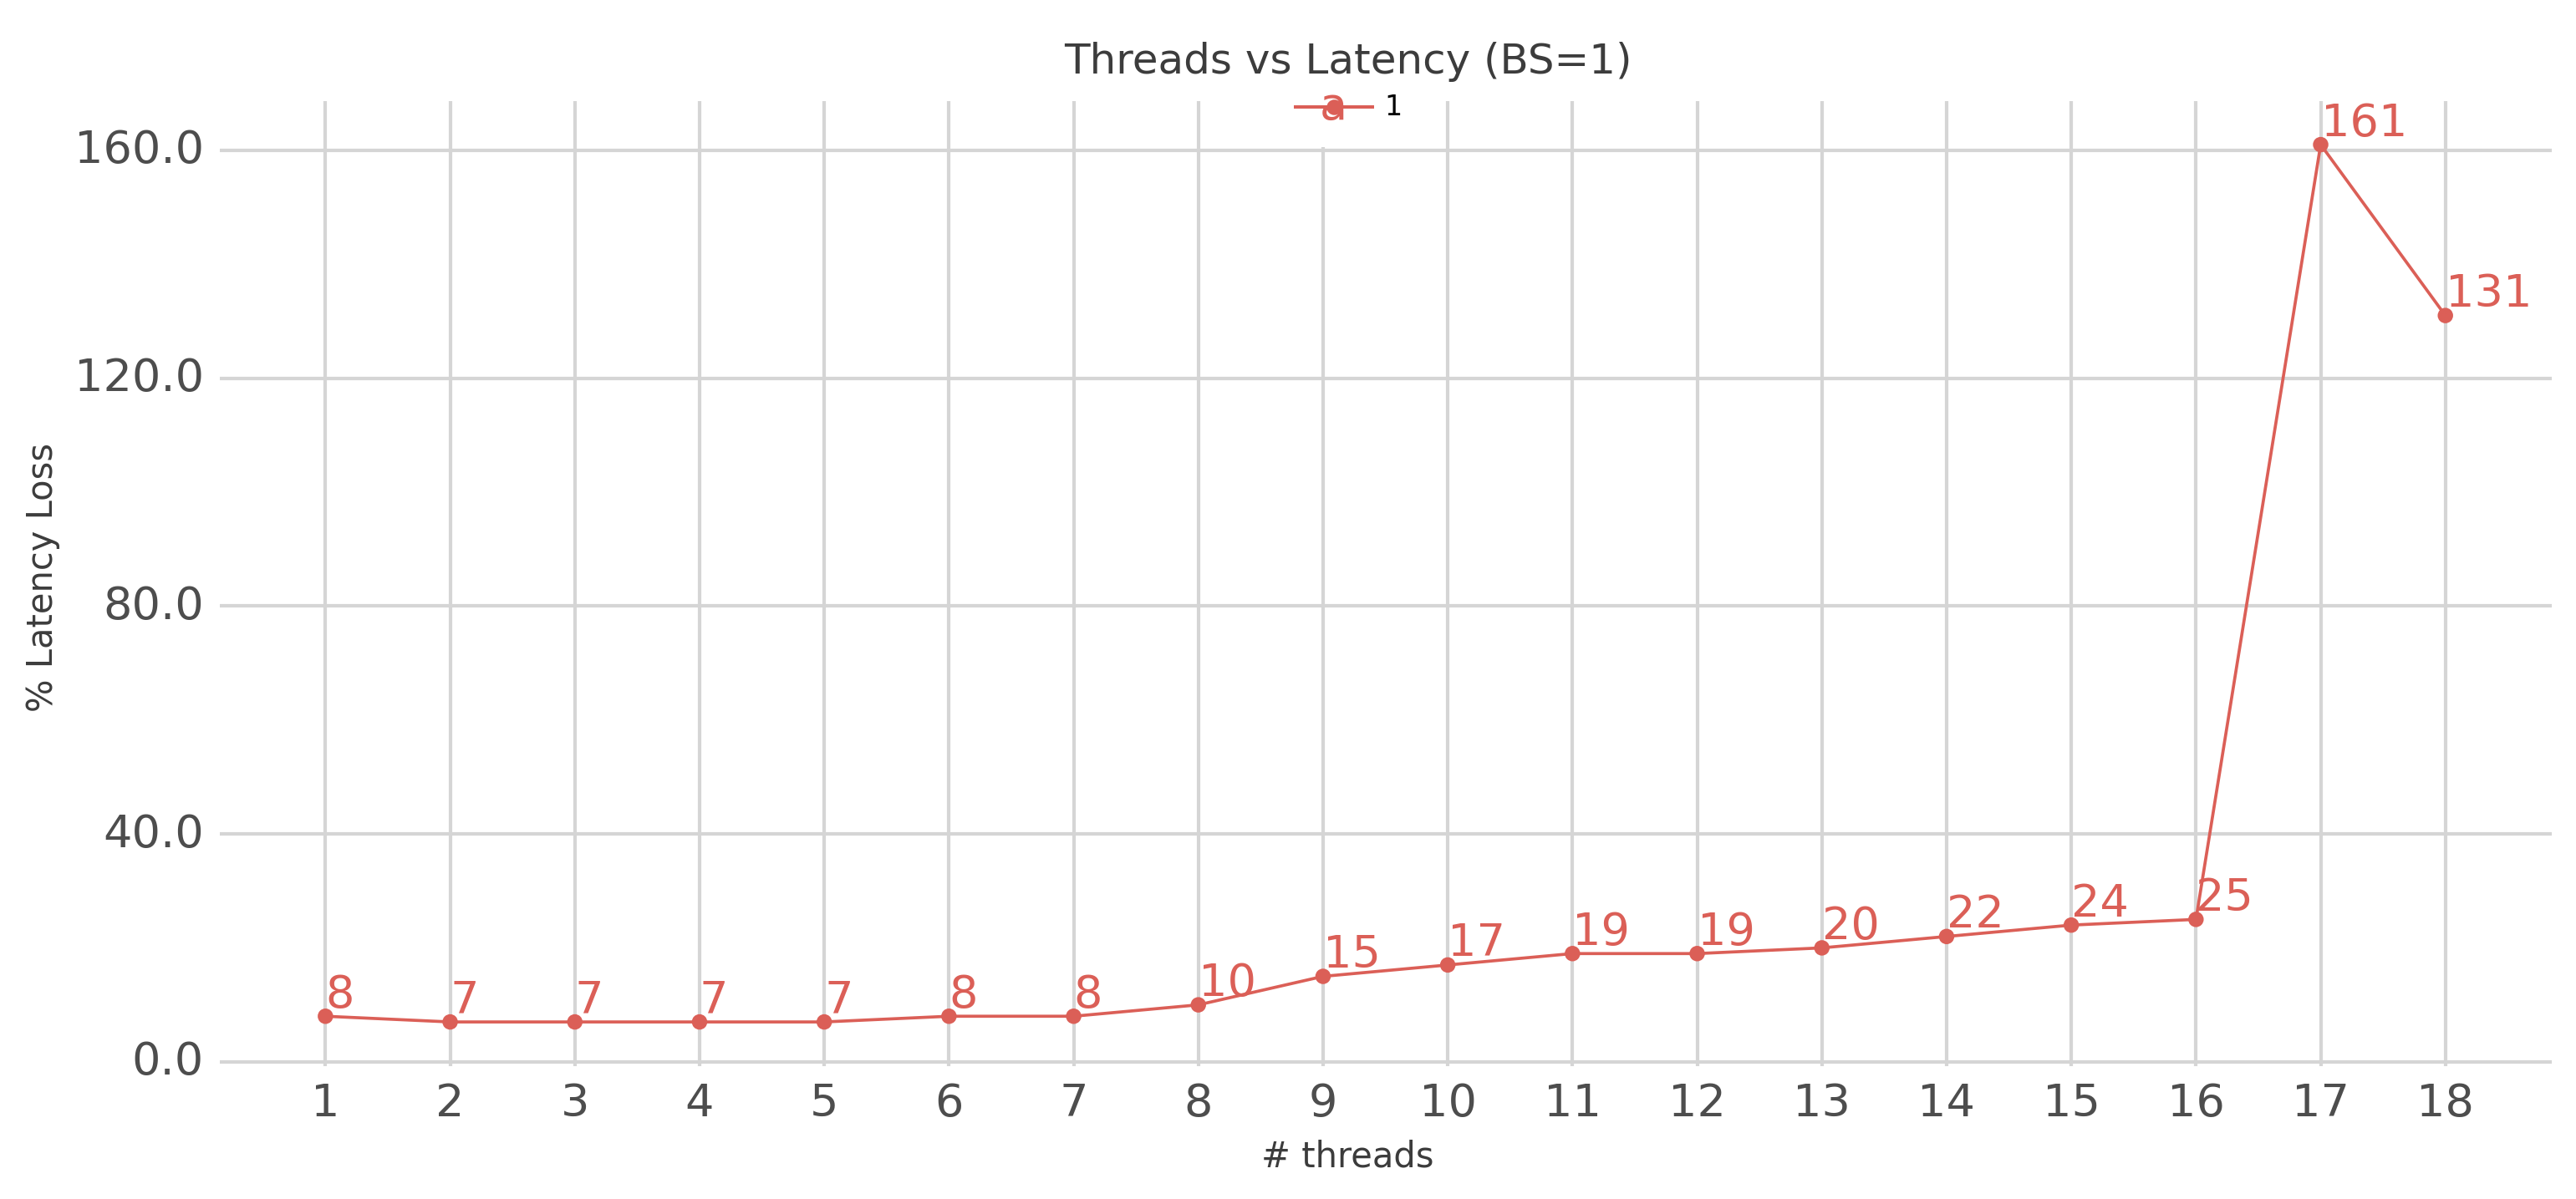 Threads vs Latency (BS=1)
a 1
160.0
120.0
80.0
40.0
0.0
% Latency Loss
8 7 7 7 7 8 8 10 15 17 19 19 20 22 24 25 161 131
1 2 3 4 5 6 7 8 9 10 11 12 13 14 15 16 17 18
# threads